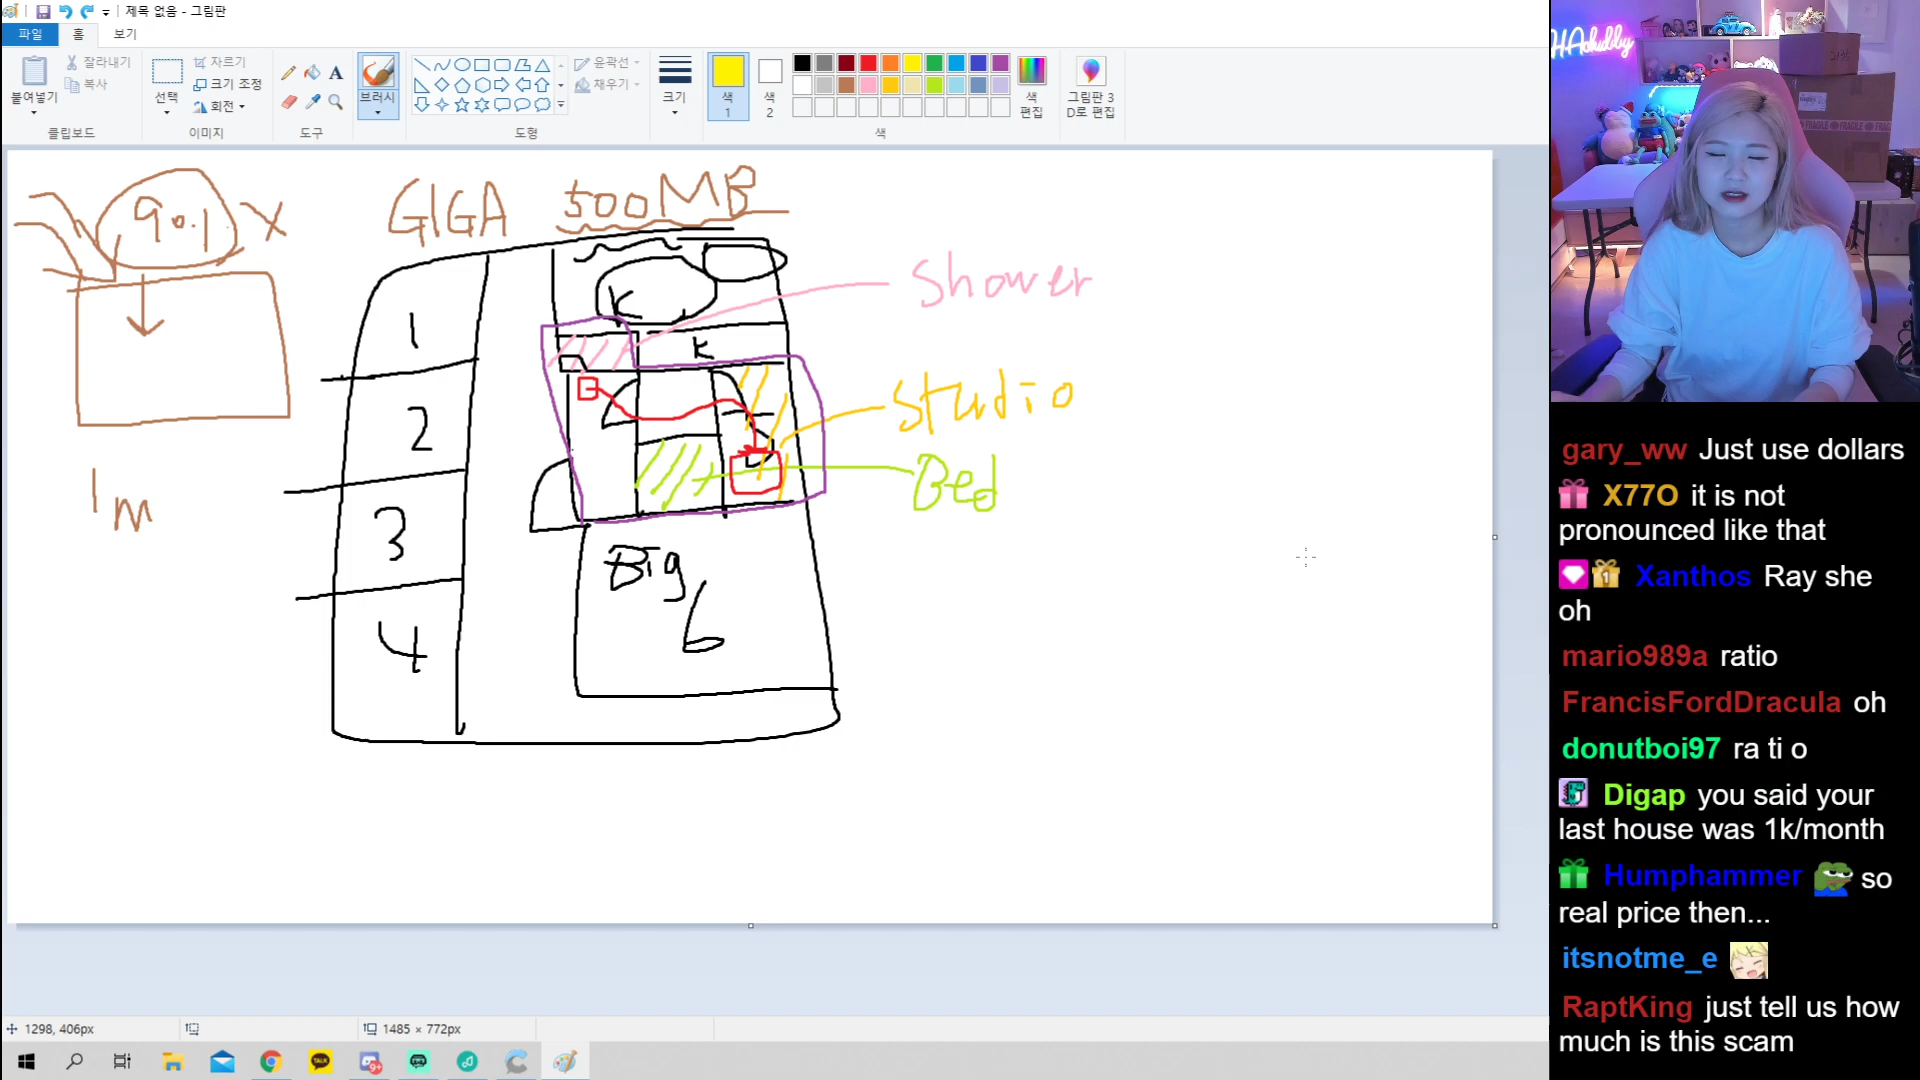 제목 없음 - 그림판
파일 홈 보기
붙여넣기
잘라내기
복사
클립보드
선택
자르기
크기 조정
회전
이미지
A
도구
브러시
윤곽선
채우기
도형
크기
색
1
색
2
색
편집
그림판 3
D로 편집
색
90.1 X
GIGA 500MB
K
Shower
1
K
2
Studio
Bed
1m
3
Big
6
4
FRAGILE FRAGILE
gary_ww Just use dollars
X77O it is not
pronounced like that
Xanthos Ray she
oh
mario989a ratio
FrancisFordDracula oh
donutboi97 ra ti o
Digap you said your
last house was 1k/month
Humphammer so
real price then...
itsnotme_e
RaptKing just tell us how
much is this scam
1298, 406px
1485 × 772px
TALK
9+